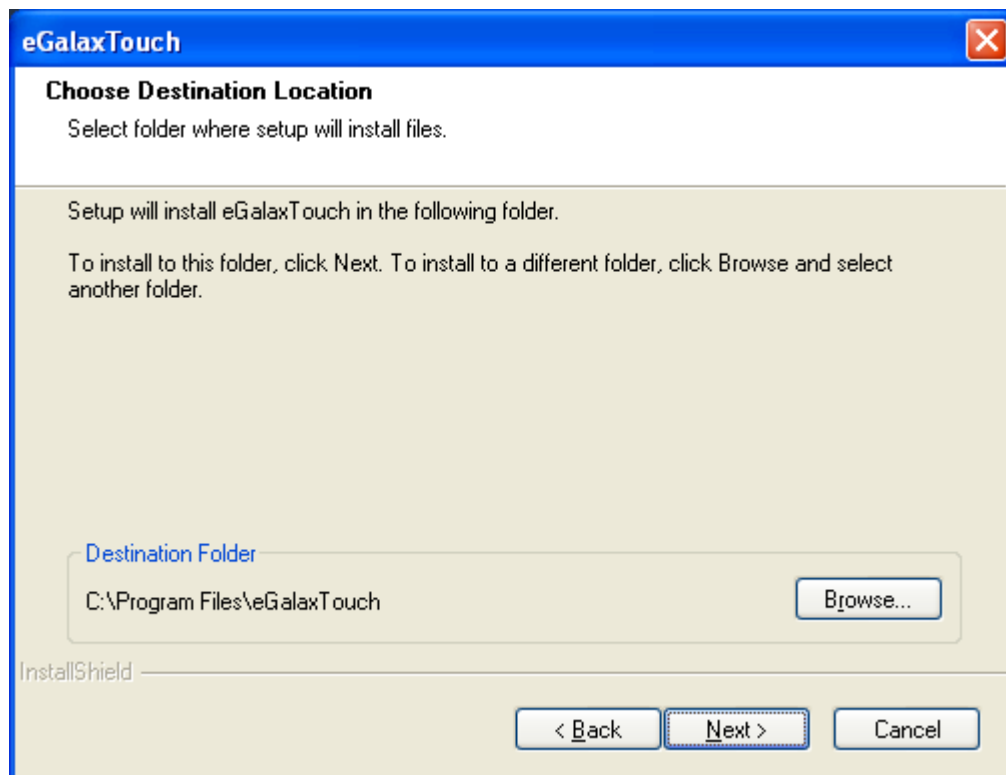 eGalaxTouch
Choose Destination Location
Select folder where setup will install files.
Setup will install eGalaxTouch in the following folder.
To install to this folder, click Next. To install to a different folder, click Browse and select
another folder.
Destination Folder
C:\Program Files\eGalaxTouch
Browse...
InstallShield
< Back
Next >
Cancel